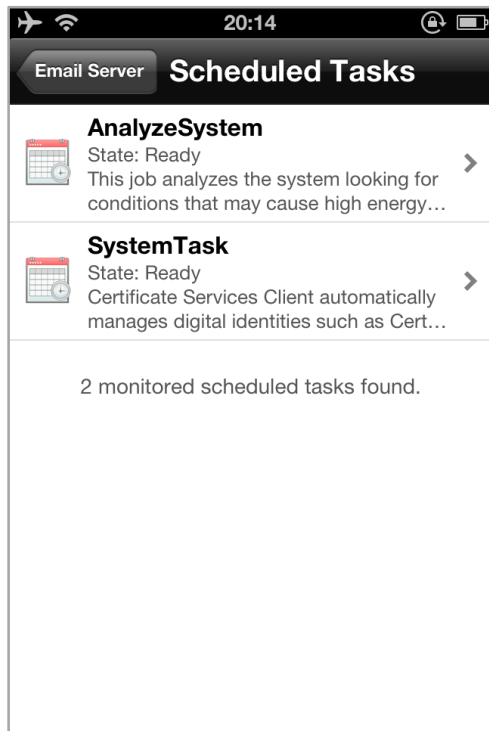 20:14
Email Server Scheduled Tasks
AnalyzeSystem
State: Ready
This job analyzes the system looking for
conditions that may cause high energy…
SystemTask
State: Ready
Certificate Services Client automatically
manages digital identities such as Cert…
2 monitored scheduled tasks found.